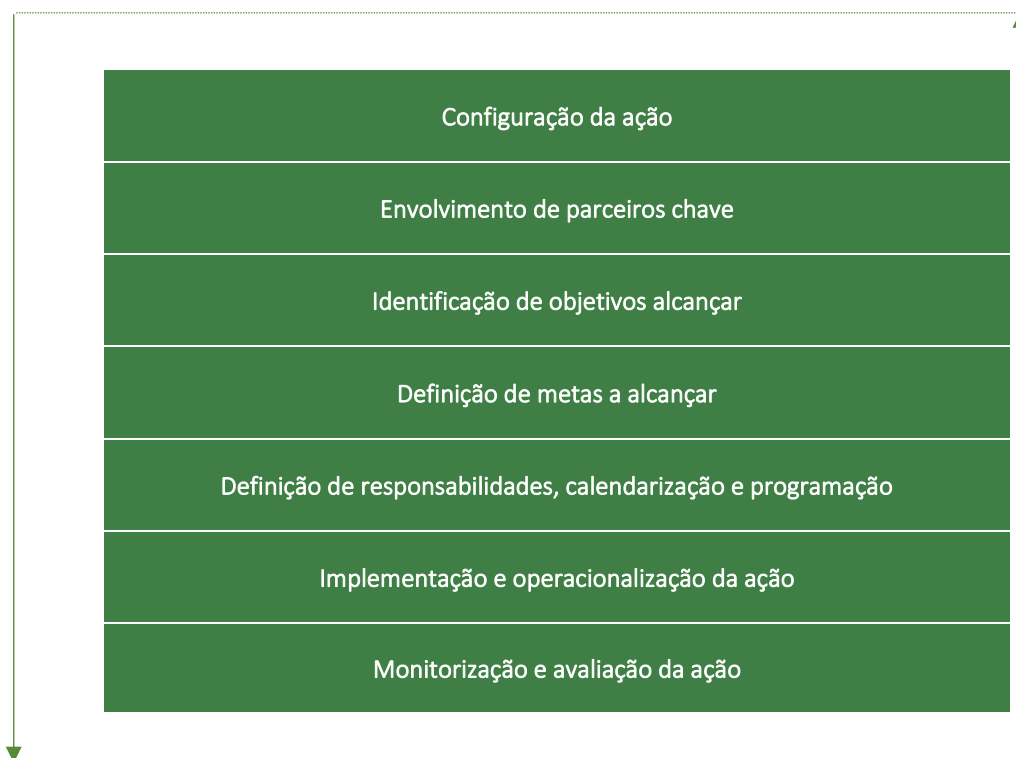 Configuração da ação
Envolvimento de parceiros chave
Identificação de objetivos alcançar
Definição de metas a alcançar
Definição de responsabilidades, calendarização e programação
Implementação e operacionalização da ação
Monitorização e avaliação da ação